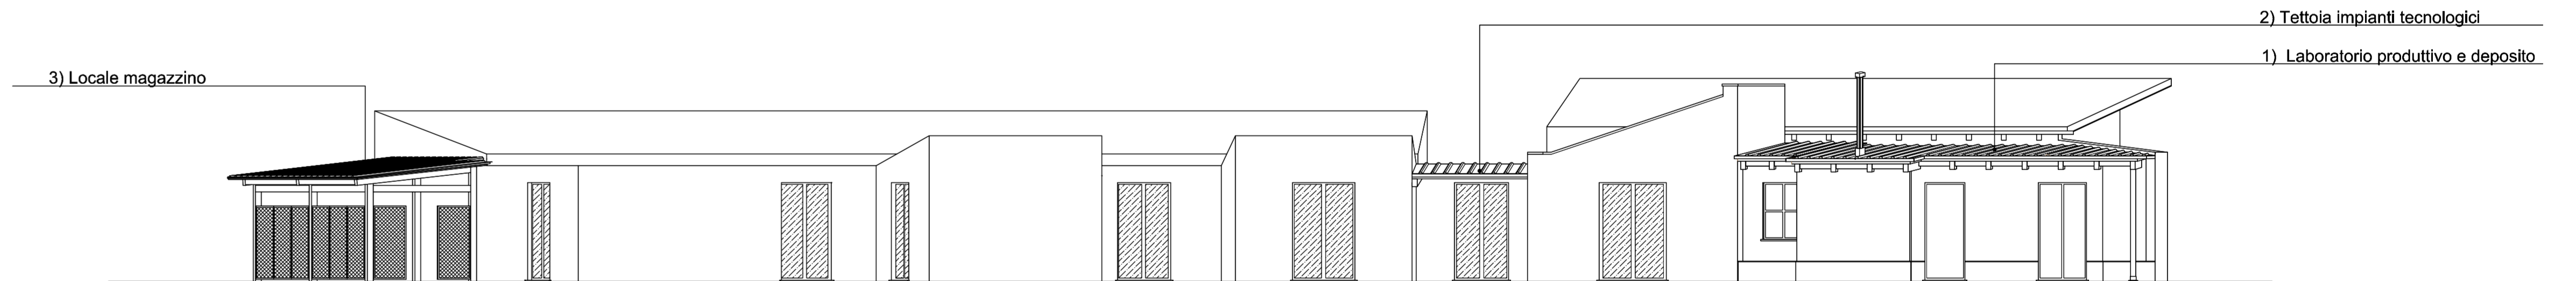 2) Tettoia impianti tecnologici
1) Laboratorio produttivo e deposito
3) Locale magazzino